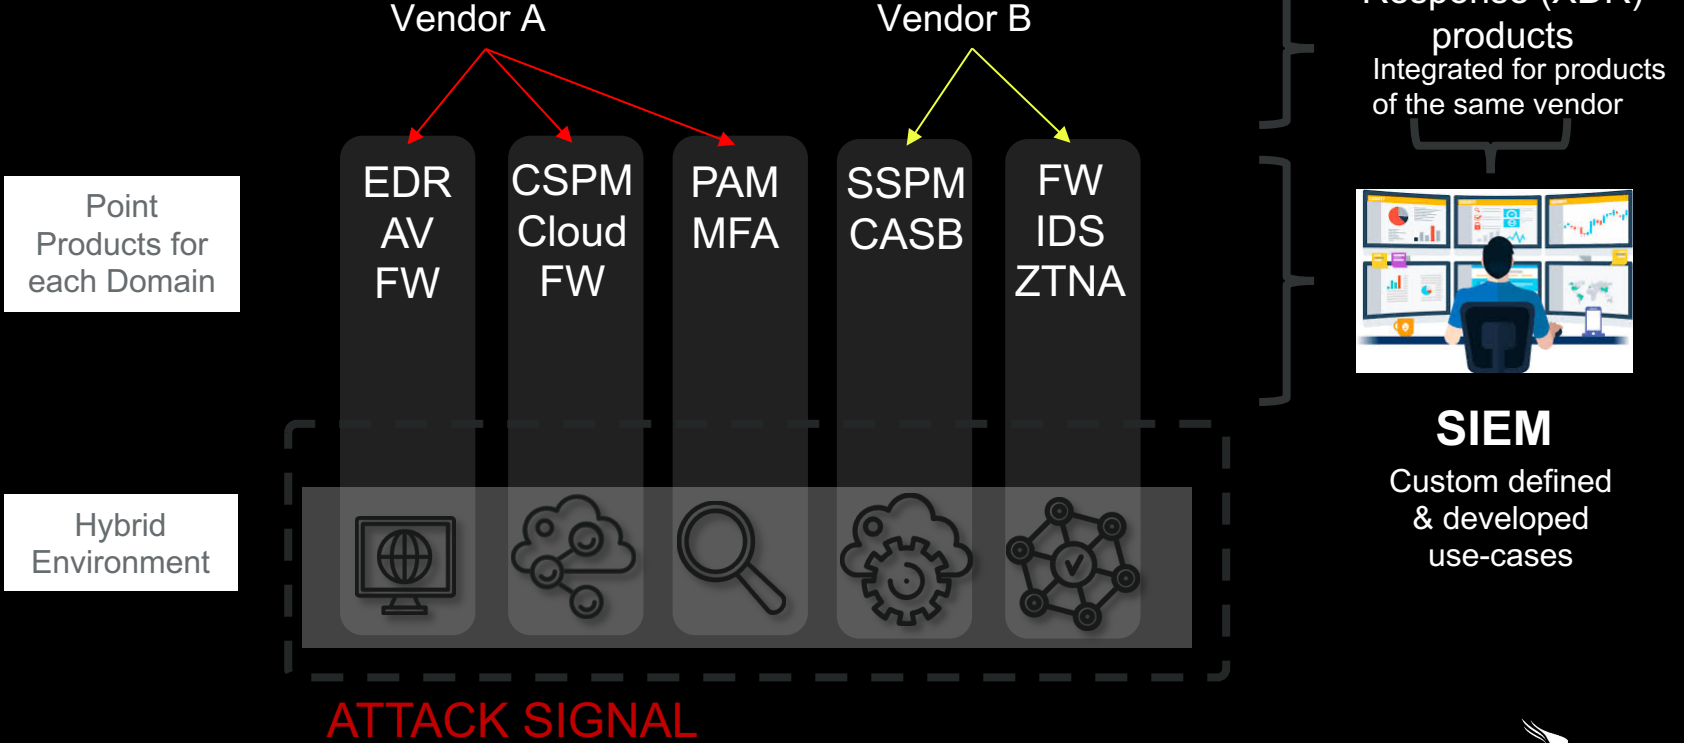 Vendor A
Vendor B
Response (XDR)
products
Integrated for products
of the same vendor
Point
Products for
each Domain
EDR
AV
FW
CSPM
Cloud
FW
PAM
MFA
SSPM
CASB
FW
IDS
ZTNA
SIEM
Custom defined
& developed
use-cases
Hybrid
Environment
ATTACK SIGNAL